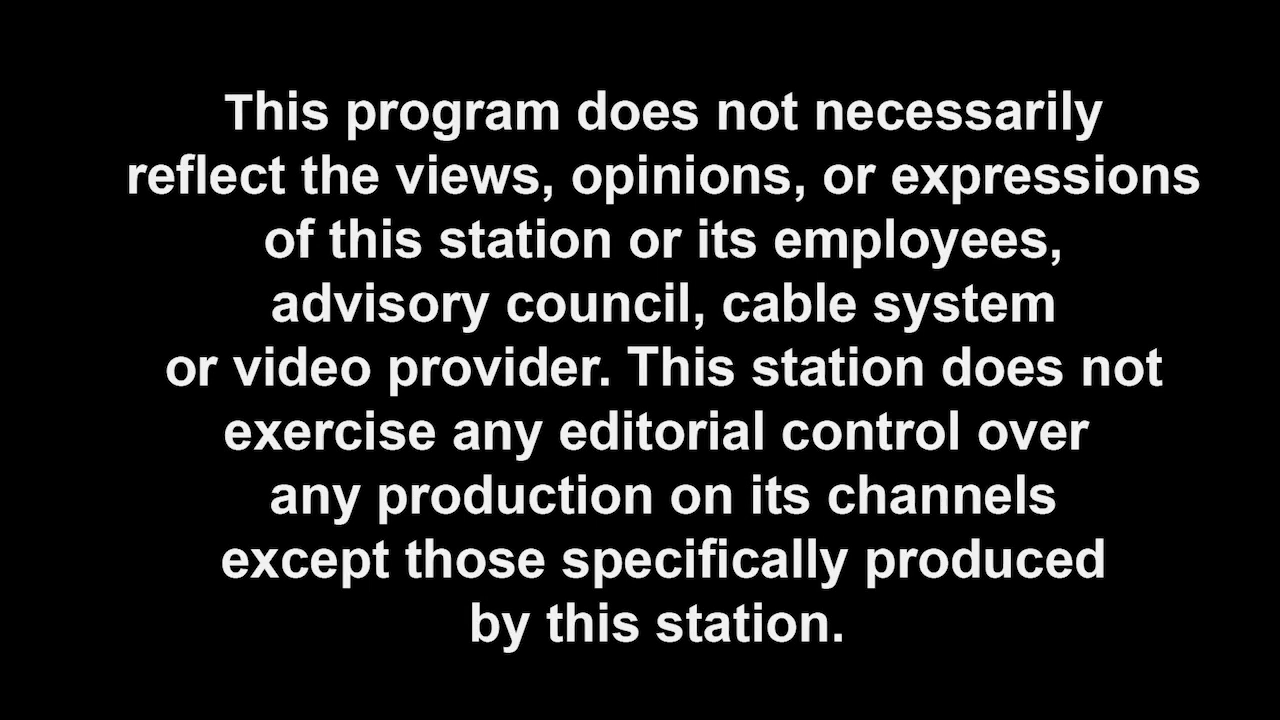 This program does not necessarily
reflect the views, opinions, or expressions
of this station or its employees,
advisory council, cable system
or video provider. This station does not
exercise any editorial control over
any production on its channels
except those specifically produced
by this station.